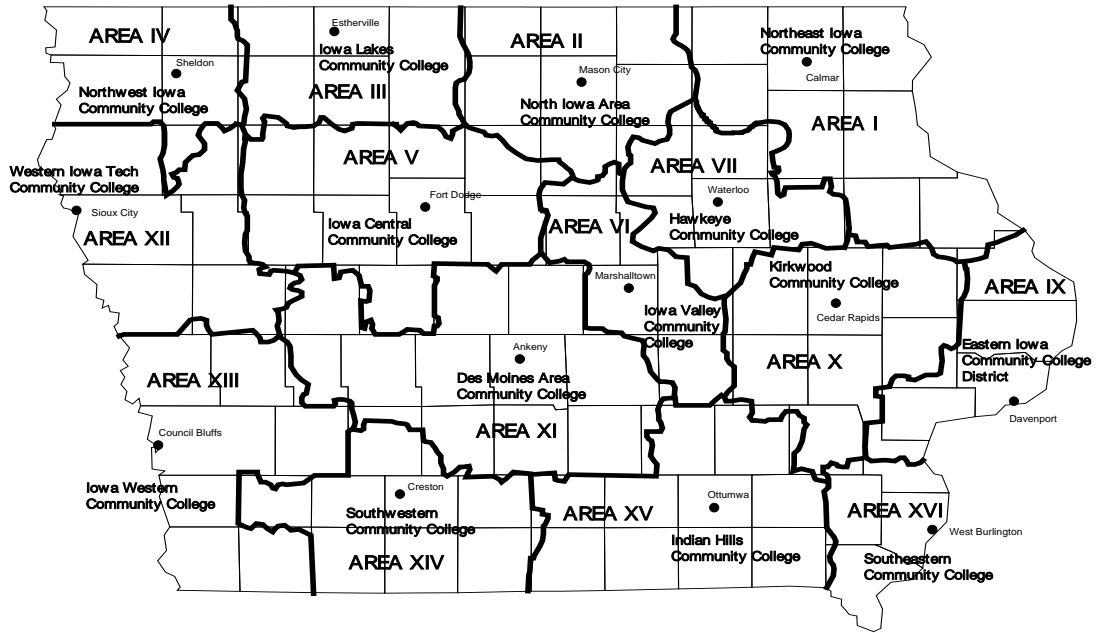 AREA IV
Sheldon
Northwest Iowa
Community College
Estherville
Iowa Lakes
Community College
AREA III
AREA II
Mason City
North Iowa Area
Community College
Northeast Iowa
Community College
Calmar
AREA I
Western Iowa Tech
Community College
Sioux City
AREA XII
AREA V
Fort Dodge
Iowa Central
Community College
AREA VI
Marshalltown
Iowa Valley
Community
College
AREA VII
Waterloo
Hawkeye
Community College
Kirkwood
Community College
Cedar Rapids
AREA X
AREA IX
Eastern Iowa
Community College
District
Davenport
AREA XIII
Council Bluffs
Iowa Western
Community College
Ankeny
Des Moines Area
Community College
AREA XI
Creston
Southwestern
Community College
AREA XIV
AREA XV
Ottumwa
Indian Hills
Community College
AREA XVI
West Burlington
Southeastern
Community College